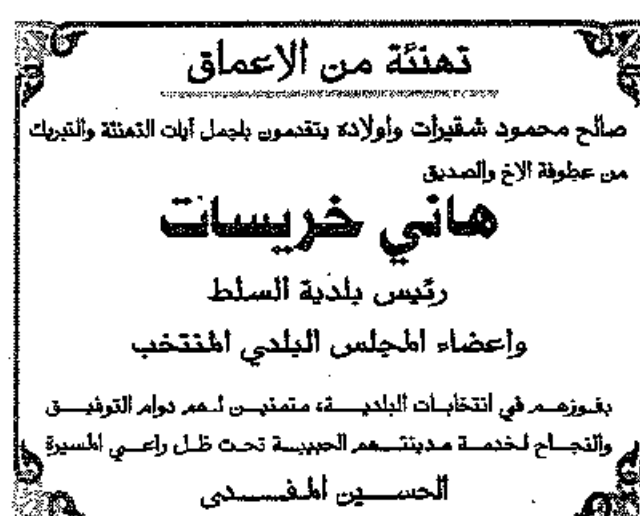 تهنئة من الاعماق
صالح محمود شقيرات واولاده يتقدمون باجمل آيات التهنئة والتبريك
من عطوفة الاخ والصديق
هاني خريسات
رئيس بلدية السلط
واعضاء المجلس البلدي المنتخب
بفوزهم في انتخابات البلدية، متمنين لهم دوام التوفيق
والنجاح لخدمة مدينتهم الحبيبة تحت ظل راعي المسيرة
الحسين المفدى